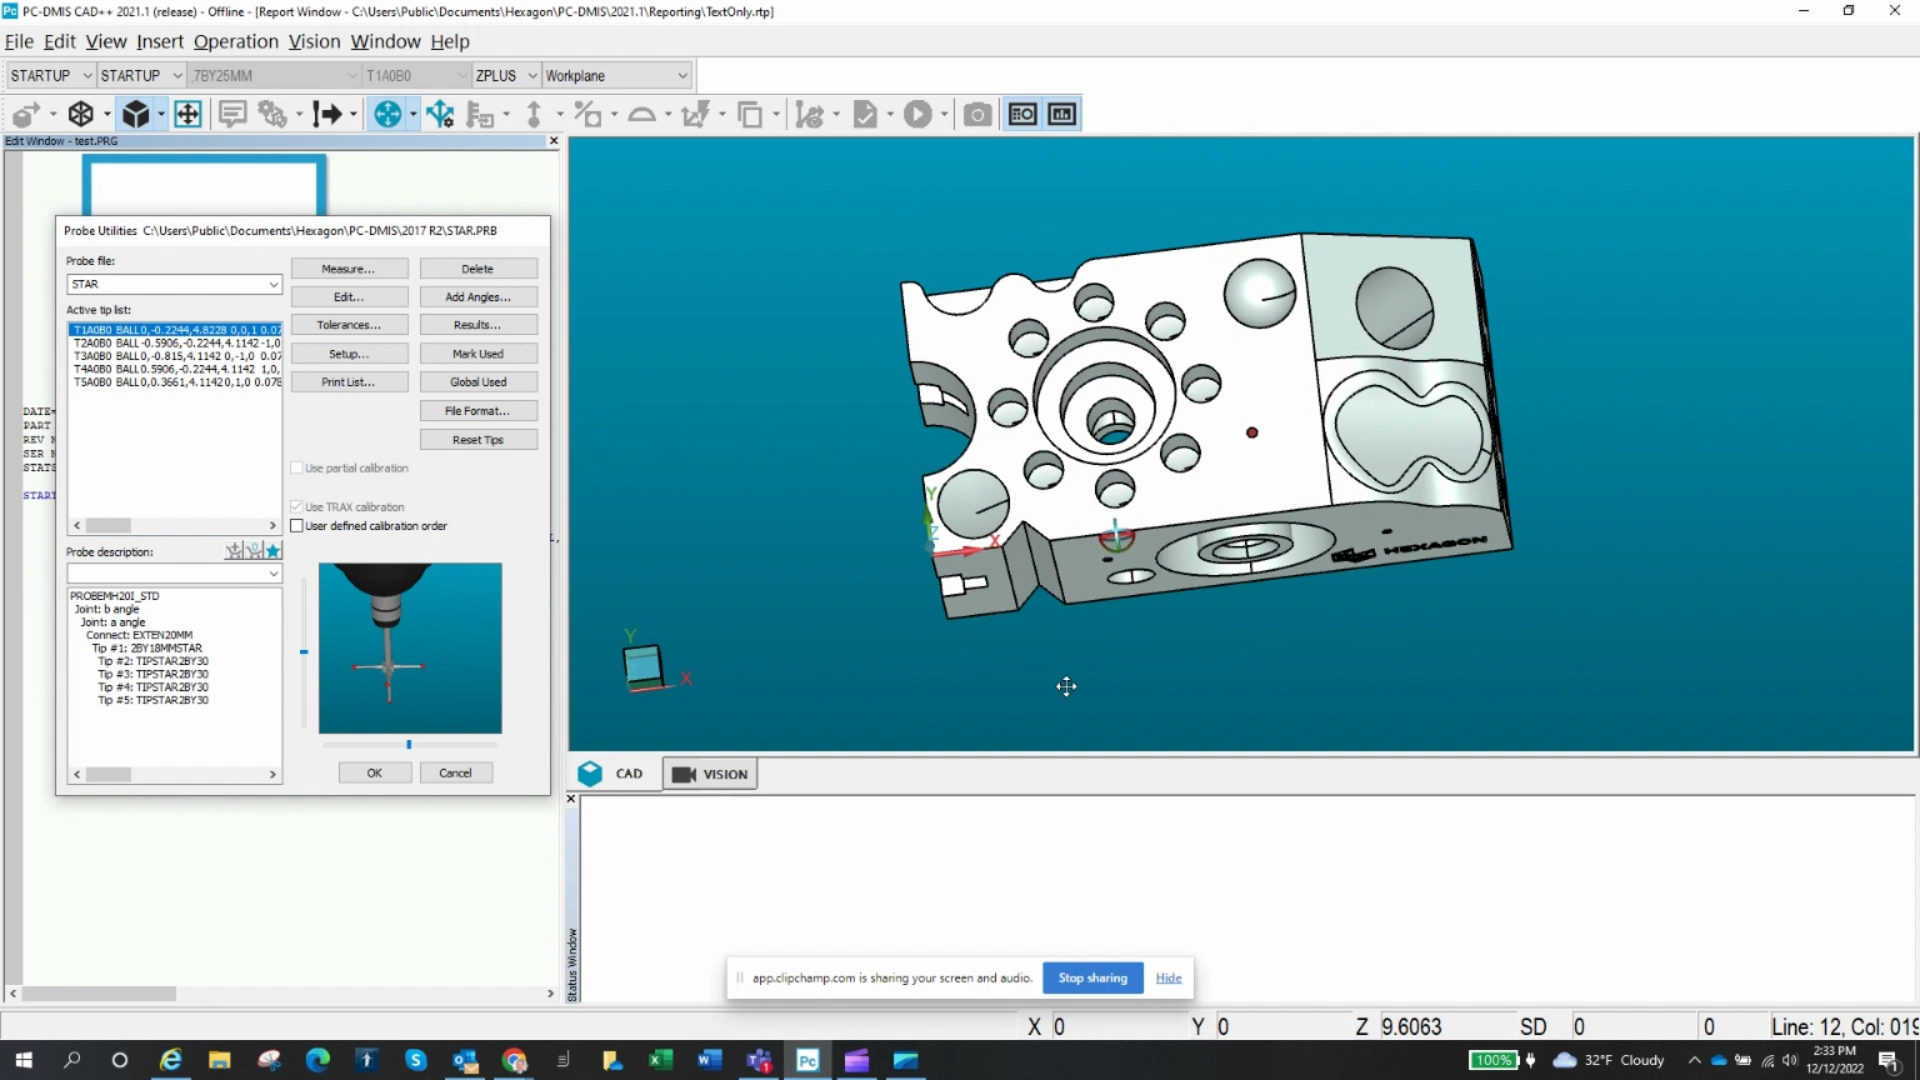 PC-DMIS CAD++ 2021.1 (release) - Offline - [Report Window - C:\Users\Public\Documents\Hexagon\PC-DMIS\2021.1\Reporting\TextOnly.rtp]
File Edit View Insert Operation Vision Window Help
STARTUP STARTUP ,7BY25MM T1A0B0 ZPLUS Workplane
Edit Window - test.PRG
Probe Utilities C:\Users\Public\Documents\Hexagon\PC-DMIS\2017 R2\STAR.PRB
Probe file:
STAR
Active tip list:
T1A0B0 BALL 0,-0.2244,4.8228 0,0,1 0.07
T2A0B0 BALL -0.5906,-0.2244,4.1142 -1,0
T3A0B0 BALL 0,-0.815,4.1142 0,-1,0 0.07
T4A0B0 BALL 0.5906,-0.2244,4.1142 1,0,
T5A0B0 BALL 0,0.3661,4.1142 0,1,0 0.078
Measure... Delete
Edit... Add Angles...
Tolerances... Results...
Setup... Mark Used
Print List... Global Used
File Format...
Reset Tips
Use partial calibration
Use TRAX calibration
User defined calibration order
DATE=
PART
REV N
SER N
STATS
START
Probe description:
PROBEMH20I_STD
Joint: b angle
Joint: a angle
Connect: EXTEN20MM
Tip #1: 2BY18MMSTAR
Tip #2: TIPSTAR2BY30
Tip #3: TIPSTAR2BY30
Tip #4: TIPSTAR2BY30
Tip #5: TIPSTAR2BY30
OK Cancel
Y
Z
X
HEXAGON
Y
X
CAD VISION
Status Window
app.clipchamp.com is sharing your screen and audio. Stop sharing Hide
X 0 Y 0 Z 9.6063 SD 0 0 Line: 12, Col: 019
100% 32°F Cloudy
2:33 PM
12/12/2022